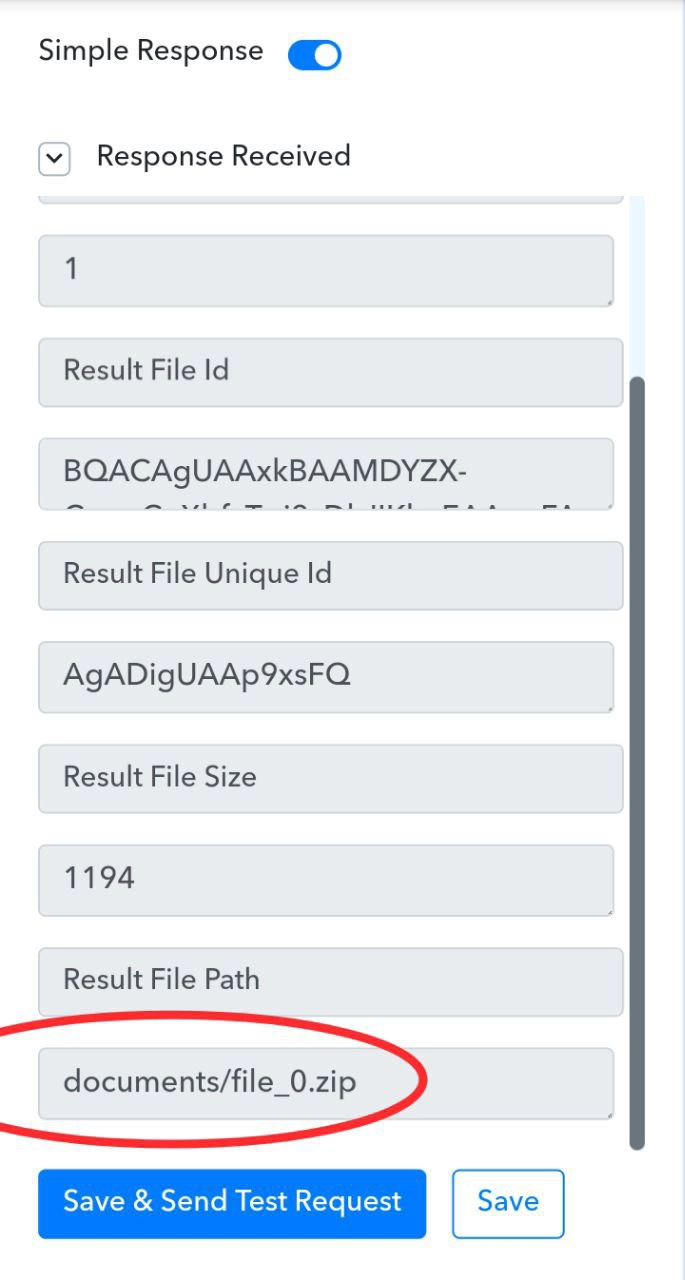 Simple Response
Response Received
1
Result File Id
BQACAgUAAxkBAAMDYZX-
Result File Unique Id
AgADigUAAp9xsFQ
Result File Size
1194
Result File Path
documents/file_0.zip
Save & Send Test Request
Save